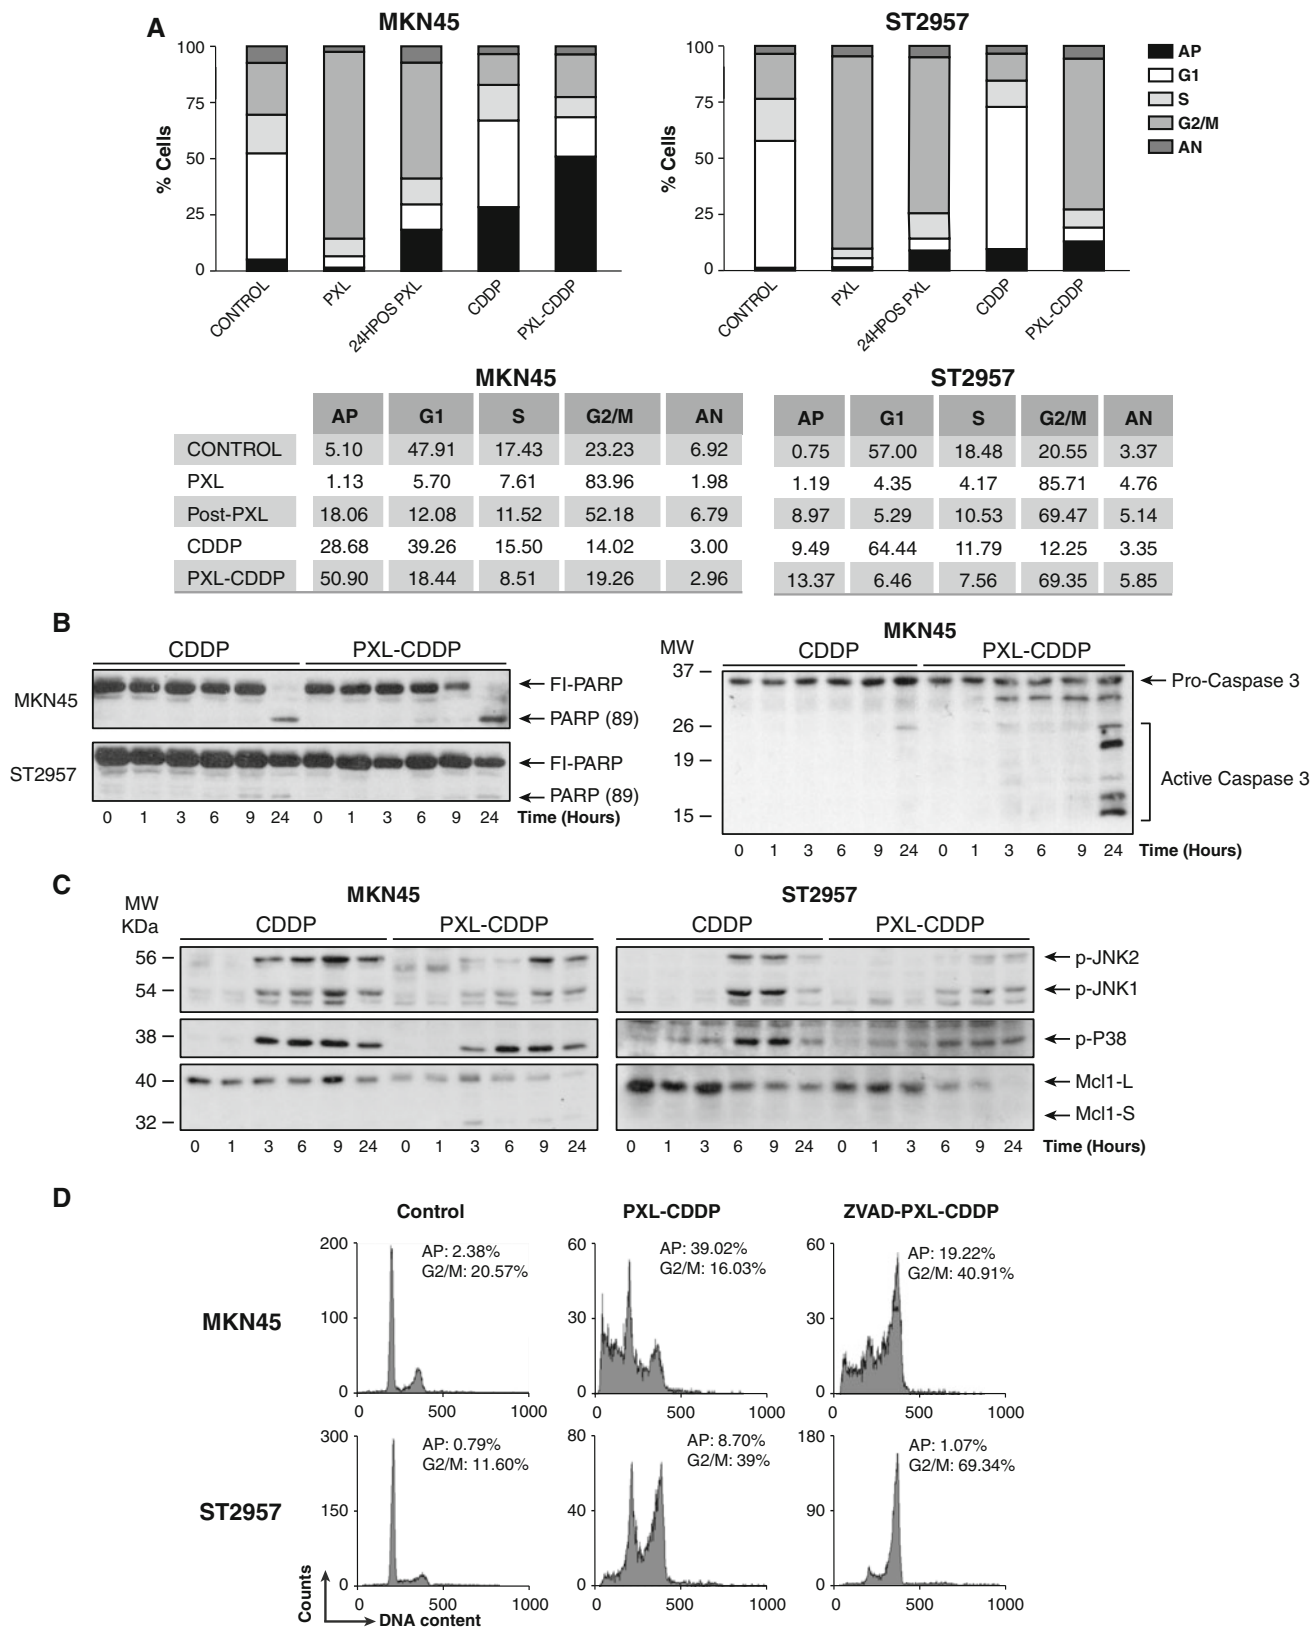 A
MKN45
ST2957
% Cells
100
75
50
25
0
CONTROL
PXL
24HPOS PXL
CDDP
PXL-CDDP
% Cells
100
75
50
25
0
CONTROL
PXL
24HPOS PXL
CDDP
PXL-CDDP
AP
G1
S
G2/M
AN
MKN45
ST2957
AP G1 S G2/M AN AP G1 S G2/M AN
CONTROL 5.10 47.91 17.43 23.23 6.92 0.75 57.00 18.48 20.55 3.37
PXL 1.13 5.70 7.61 83.96 1.98 1.19 4.35 4.17 85.71 4.76
Post-PXL 18.06 12.08 11.52 52.18 6.79 8.97 5.29 10.53 69.47 5.14
CDDP 28.68 39.26 15.50 14.02 3.00 9.49 64.44 11.79 12.25 3.35
PXL-CDDP 50.90 18.44 8.51 19.26 2.96 13.37 6.46 7.56 69.35 5.85
B
CDDP PXL-CDDP
MKN45
FI-PARP
PARP (89)
ST2957
FI-PARP
PARP (89)
0 1 3 6 9 24 0 1 3 6 9 24 Time (Hours)
MKN45
MW
CDDP PXL-CDDP
37
26
19
15
Pro-Caspase 3
Active Caspase 3
0 1 3 6 9 24 0 1 3 6 9 24 Time (Hours)
C
MKN45
ST2957
MW
KDa
CDDP PXL-CDDP CDDP PXL-CDDP
56
54
38
40
32
p-JNK2
p-JNK1
p-P38
Mcl1-L
Mcl1-S
0 1 3 6 9 24 0 1 3 6 9 24 0 1 3 6 9 24 0 1 3 6 9 24 Time (Hours)
D
Control PXL-CDDP ZVAD-PXL-CDDP
MKN45
200
100
0
0 500 1000
AP: 2.38%
G2/M: 20.57%
60
30
0
0 500 1000
AP: 39.02%
G2/M: 16.03%
60
30
0
0 500 1000
AP: 19.22%
G2/M: 40.91%
ST2957
300
150
0
0 500 1000
AP: 0.79%
G2/M: 11.60%
80
40
0
0 500 1000
AP: 8.70%
G2/M: 39%
180
90
0
0 500 1000
AP: 1.07%
G2/M: 69.34%
Counts
DNA content